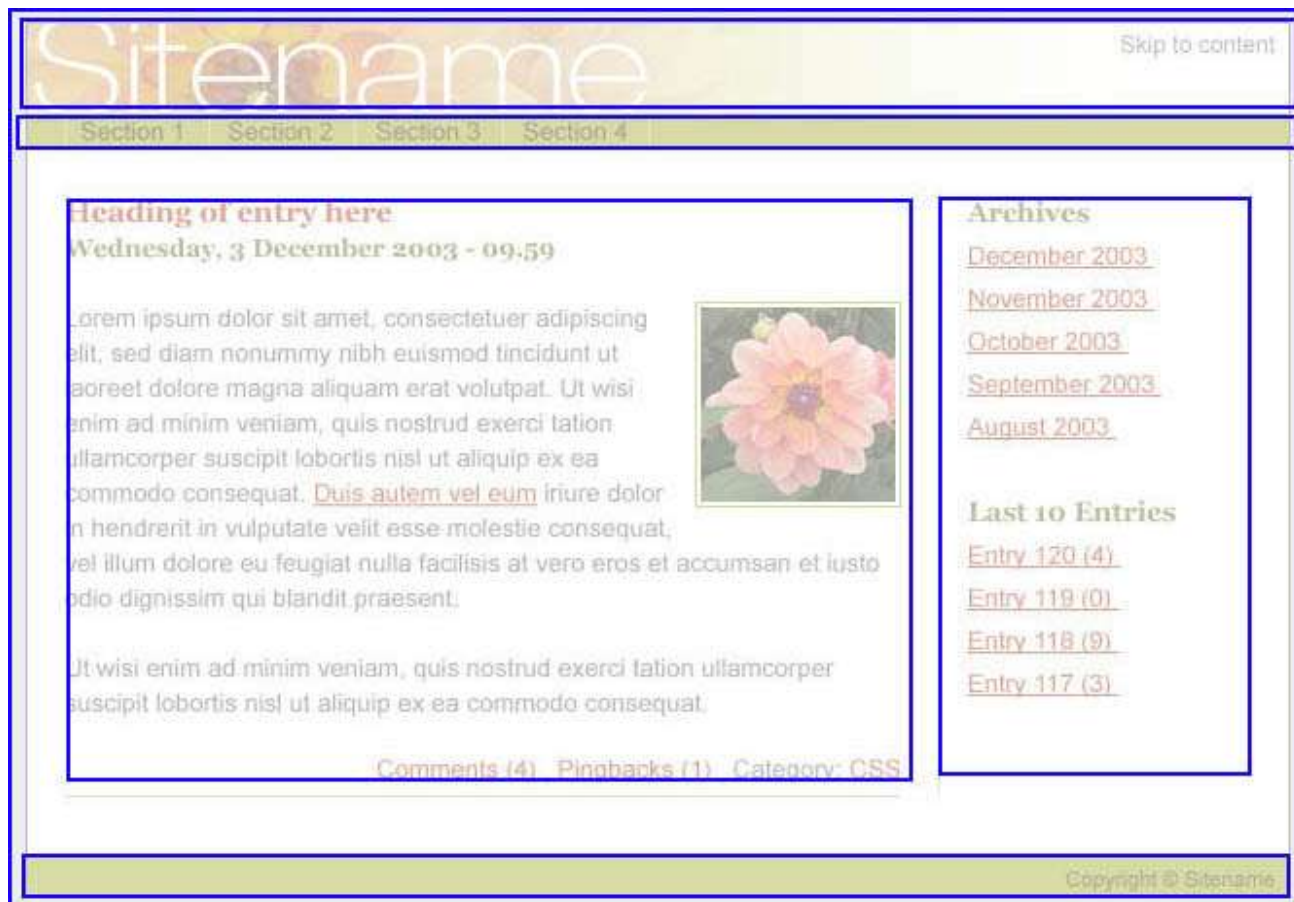 Sitename
Skip to content
Section 1 Section 2 Section 3 Section 4
Heading of entry here
Wednesday, 3 December 2003 - 09.59
Lorem ipsum dolor sit amet, consectetuer adipiscing
elit, sed diam nonummy nibh euismod tincidunt ut
laoreet dolore magna aliquam erat volutpat. Ut wisi
enim ad minim veniam, quis nostrud exerci tation
ullamcorper suscipit lobortis nisl ut aliquip ex ea
commodo consequat. Duis autem vel eum iriure dolor
in hendrerit in vulputate velit esse molestie consequat,
vel illum dolore eu feugiat nulla facilisis at vero eros et accumsan et iusto
odio dignissim qui blandit praesent.
Ut wisi enim ad minim veniam, quis nostrud exerci tation ullamcorper
suscipit lobortis nisl ut aliquip ex ea commodo consequat.
Comments (4) Pingbacks (1) Category: CSS
Archives
December 2003
November 2003
October 2003
September 2003
August 2003
Last 10 Entries
Entry 120 (4)
Entry 119 (0)
Entry 118 (9)
Entry 117 (3)
Copyright © Sitename